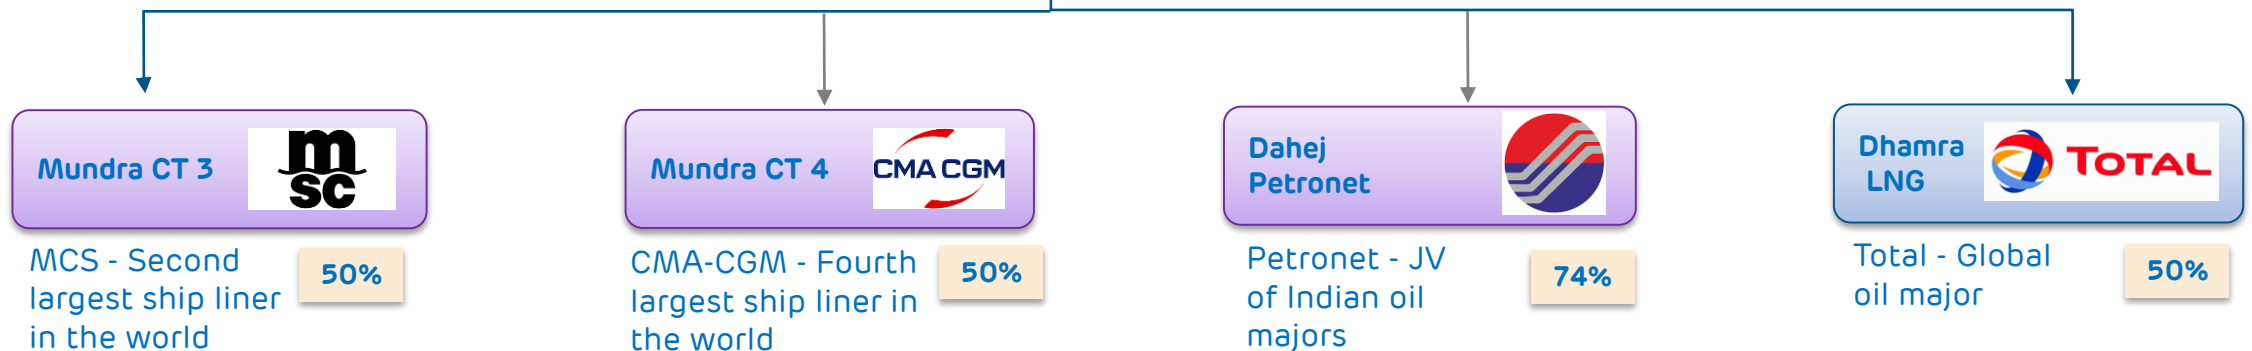 Mundra CT 3
m
sc
MCS - Second
largest ship liner
in the world
50%
Mundra CT 4
CMA CGM
CMA-CGM - Fourth
largest ship liner in
the world
50%
Dahej
Petronet
Petronet - JV
of Indian oil
majors
74%
Dhamra
LNG
TOTAL
Total - Global
oil major
50%